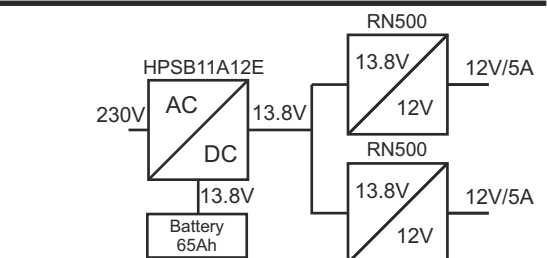 RN500
HPSB11A12E
13.8V
12V/5A
230V
AC
13.8V
12V
DC
RN500
13.8V
13.8V
12V/5A
Battery
65Ah
12V